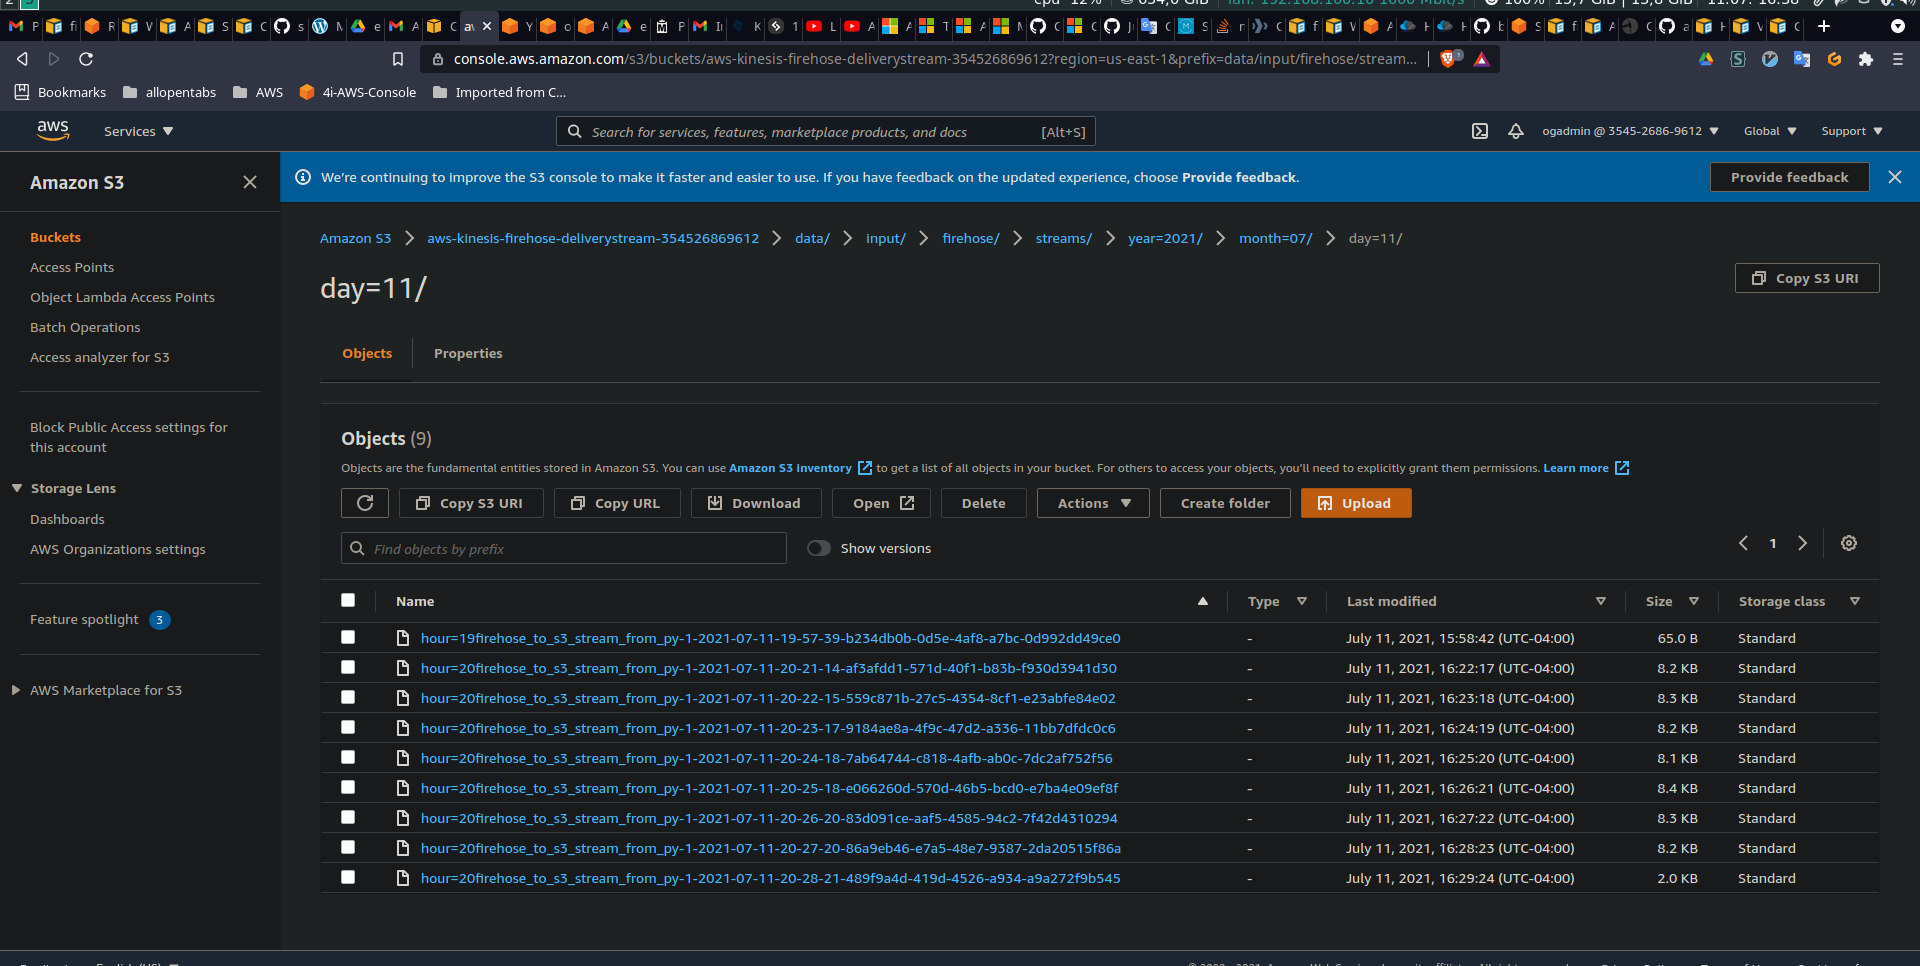 console.aws.amazon.com/s3/buckets/aws-kinesis-firehose-deliverystream-354526869612?region=us-east-1&prefix=data/input/firehose/stream...
Bookmarks allopentabs AWS 4i-AWS-Console Imported from C...
aws Services Search for services, features, marketplace products, and docs [Alt+S] ogadmin @ 3545-2686-9612 Global Support
Amazon S3
We're continuing to improve the S3 console to make it faster and easier to use. If you have feedback on the updated experience, choose Provide feedback. Provide feedback
Buckets
Access Points
Object Lambda Access Points
Batch Operations
Access analyzer for S3
Block Public Access settings for
this account
Storage Lens
Dashboards
AWS Organizations settings
Feature spotlight 3
AWS Marketplace for S3
Amazon S3 aws-kinesis-firehose-deliverystream-354526869612 data/ input/ firehose/ streams/ year=2021/ month=07/ day=11/
day=11/
Copy S3 URI
Objects Properties
Objects (9)
Objects are the fundamental entities stored in Amazon S3. You can use Amazon S3 inventory to get a list of all objects in your bucket. For others to access your objects, you'll need to explicitly grant them permissions. Learn more
Copy S3 URI Copy URL Download Open Delete Actions Create folder Upload
Find objects by prefix Show versions 1
Name Type Last modified Size Storage class
hour=19firehose_to_s3_stream_from_py-1-2021-07-11-19-57-39-b234db0b-0d5e-4af8-a7bc-0d992dd49ce0 - July 11, 2021, 15:58:42 (UTC-04:00) 65.0 B Standard
hour=20firehose_to_s3_stream_from_py-1-2021-07-11-20-21-14-af3afdd1-571d-40f1-b83b-f930d3941d30 - July 11, 2021, 16:22:17 (UTC-04:00) 8.2 KB Standard
hour=20firehose_to_s3_stream_from_py-1-2021-07-11-20-22-15-559c871b-27c5-4354-8cf1-e23abfe84e02 - July 11, 2021, 16:23:18 (UTC-04:00) 8.3 KB Standard
hour=20firehose_to_s3_stream_from_py-1-2021-07-11-20-23-17-9184ae8a-4f9c-47d2-a336-11bb7dfdc0c6 - July 11, 2021, 16:24:19 (UTC-04:00) 8.2 KB Standard
hour=20firehose_to_s3_stream_from_py-1-2021-07-11-20-24-18-7ab64744-c818-4afb-ab0c-7dc2af752f56 - July 11, 2021, 16:25:20 (UTC-04:00) 8.1 KB Standard
hour=20firehose_to_s3_stream_from_py-1-2021-07-11-20-25-18-e066260d-570d-46b5-bcd0-e7ba4e09ef8f - July 11, 2021, 16:26:21 (UTC-04:00) 8.4 KB Standard
hour=20firehose_to_s3_stream_from_py-1-2021-07-11-20-26-20-83d091ce-aaf5-4585-94c2-7f42d4310294 - July 11, 2021, 16:27:22 (UTC-04:00) 8.3 KB Standard
hour=20firehose_to_s3_stream_from_py-1-2021-07-11-20-27-20-86a9eb46-e7a5-48e7-9387-2da20515f86a - July 11, 2021, 16:28:23 (UTC-04:00) 8.2 KB Standard
hour=20firehose_to_s3_stream_from_py-1-2021-07-11-20-28-21-489f9a4d-419d-4526-a934-a9a272f9b545 - July 11, 2021, 16:29:24 (UTC-04:00) 2.0 KB Standard